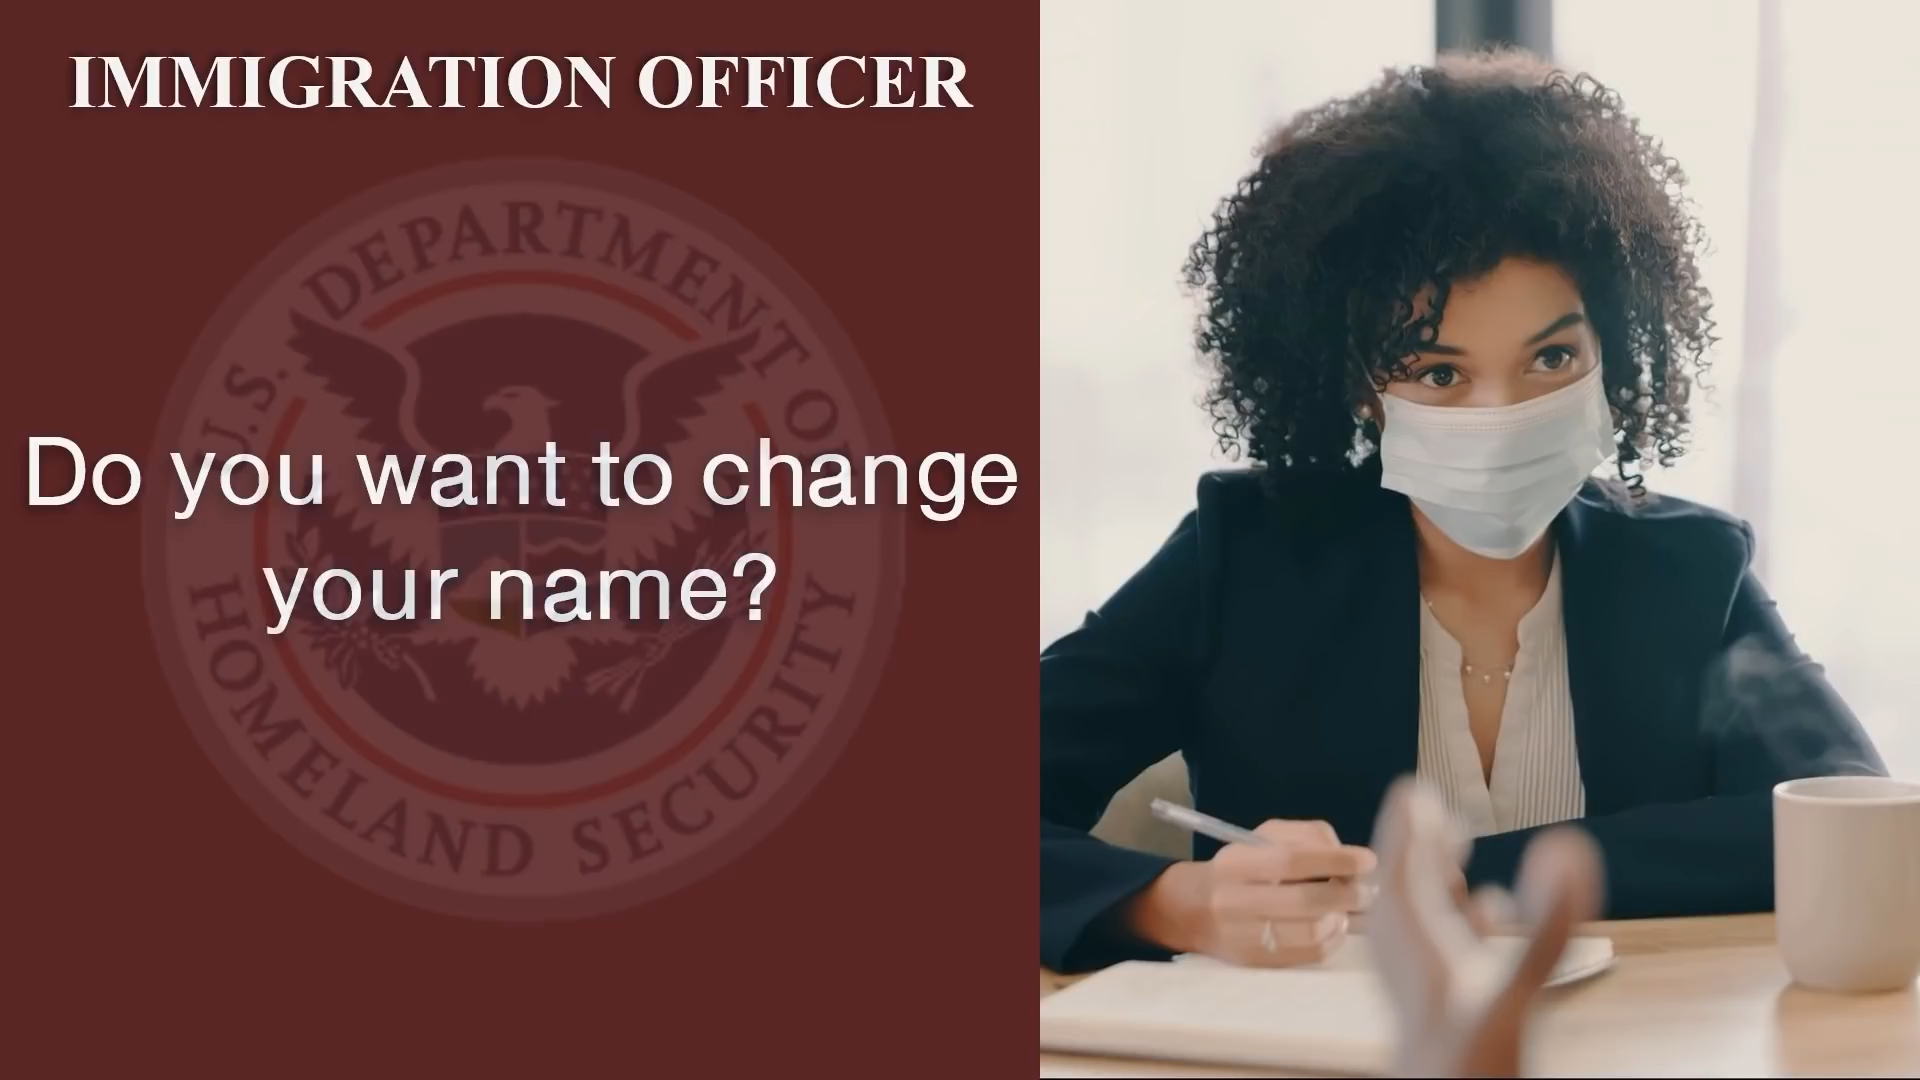 IMMIGRATION OFFICER
U.S. DEPARTMENT OF
Do you want to change
your name?
HOMELAND SECURITY